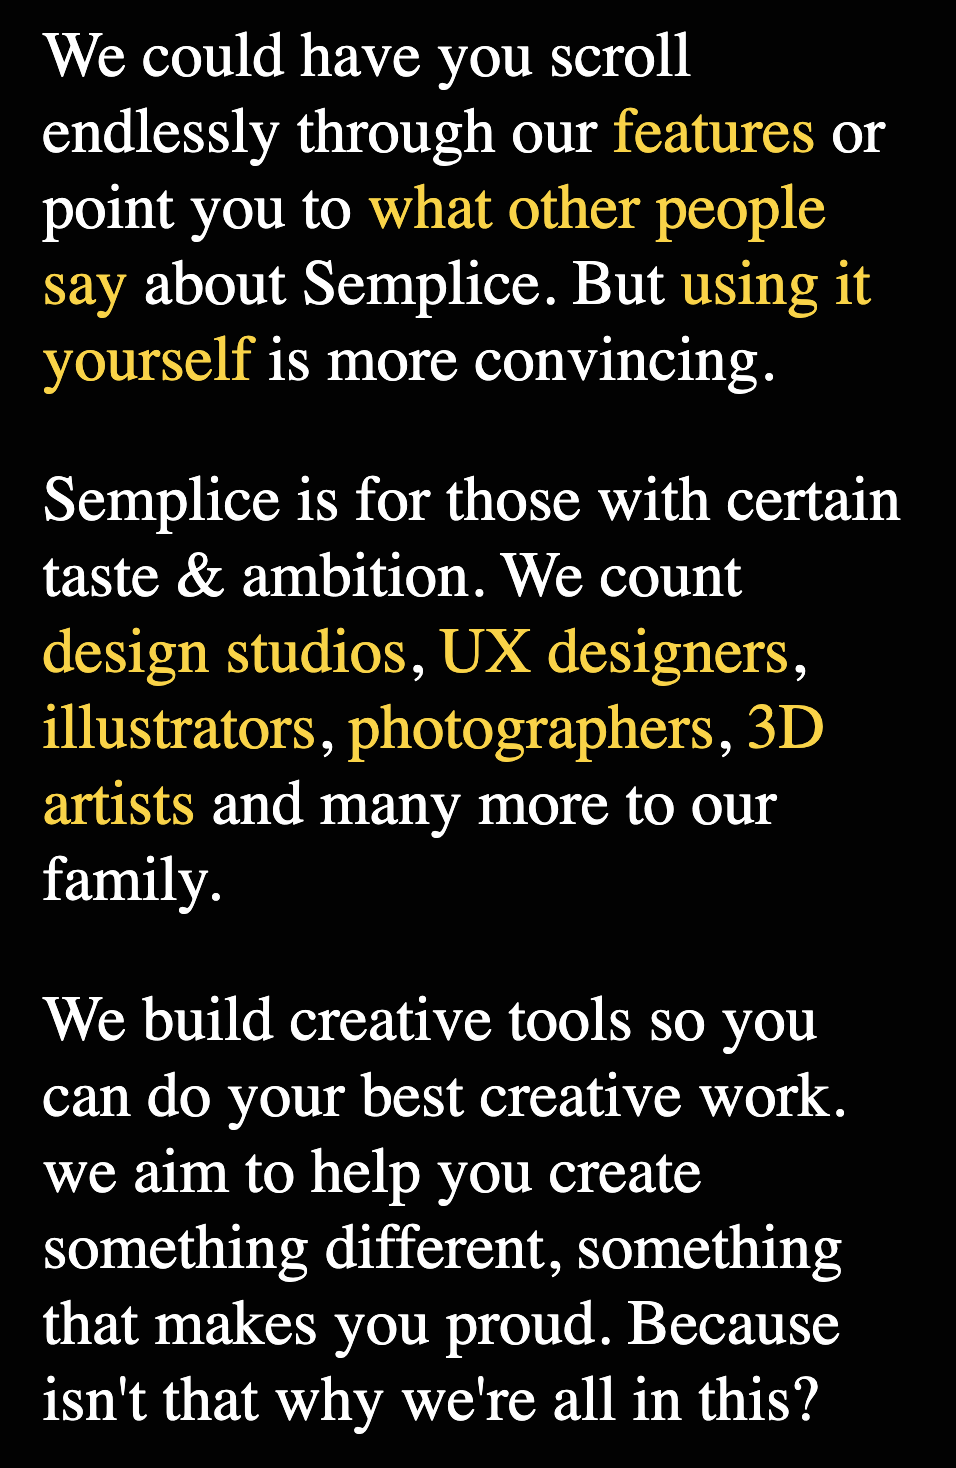 We could have you scroll
endlessly through our features or
point you to what other people
say about Semplice. But using it
yourself is more convincing.
Semplice is for those with certain
taste & ambition. We count
design studios, UX designers,
illustrators, photographers, 3D
artists and many more to our
family.
We build creative tools so you
can do your best creative work.
we aim to help you create
something different, something
that makes you proud. Because
isn't that why we're all in this?